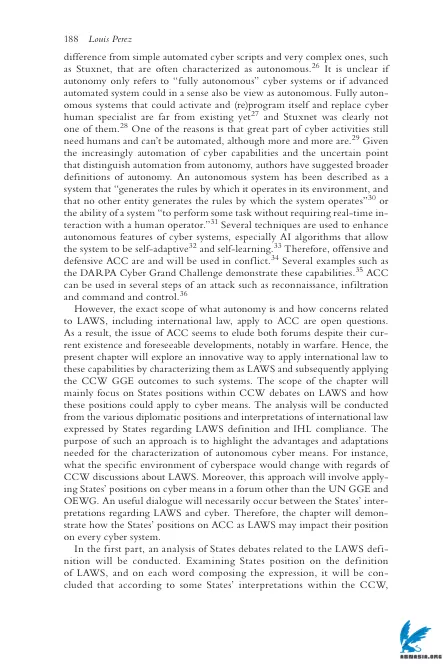 188 Louis Perez
difference from simple automated cyber scripts and very complex ones, such
as Stuxnet, that are often characterized as autonomous.26 It is unclear if
autonomy only refers to “fully autonomous” cyber systems or if advanced
automated system could in a sense also be view as autonomous. Fully auton-
omous systems that could activate and (re)program itself and replace cyber
human specialist are far from existing yet27 and Stuxnet was clearly not
one of them.28 One of the reasons is that great part of cyber activities still
need humans and can’t be automated, although more and more are.29 Given
the increasingly automation of cyber capabilities and the uncertain point
that distinguish automation from autonomy, authors have suggested broader
definitions of autonomy. An autonomous system has been described as a
system that “generates the rules by which it operates in its environment, and
that no other entity generates the rules by which the system operates”30 or
the ability of a system “to perform some task without requiring real-time in-
teraction with a human operator.”31 Several techniques are used to enhance
autonomous features of cyber systems, especially AI algorithms that allow
the system to be self-adaptive32 and self-learning.33 Therefore, offensive and
defensive ACC are and will be used in conflict.34 Several examples such as
the DARPA Cyber Grand Challenge demonstrate these capabilities.35 ACC
can be used in several steps of an attack such as reconnaissance, infiltration
and command and control.36
However, the exact scope of what autonomy is and how concerns related
to LAWS, including international law, apply to ACC are open questions.
As a result, the issue of ACC seems to elude both forums despite their cur-
rent existence and foreseeable developments, notably in warfare. Hence, the
present chapter will explore an innovative way to apply international law to
these capabilities by characterizing them as LAWS and subsequently applying
the CCW GGE outcomes to such systems. The scope of the chapter will
mainly focus on States positions within CCW debates on LAWS and how
these positions could apply to cyber means. The analysis will be conducted
from the various diplomatic positions and interpretations of international law
expressed by States regarding LAWS definition and IHL compliance. The
purpose of such an approach is to highlight the advantages and adaptations
needed for the characterization of autonomous cyber means. For instance,
what the specific environment of cyberspace would change with regards of
CCW discussions about LAWS. Moreover, this approach will involve apply-
ing States’ positions on cyber means in a forum other than the UN GGE and
OEWG. An useful dialogue will necessarily occur between the States’ inter-
pretations regarding LAWS and cyber. Therefore, the chapter will demon-
strate how the States’ positions on ACC as LAWS may impact their position
on every cyber system.
In the first part, an analysis of States debates related to the LAWS defi-
nition will be conducted. Examining States position on the definition
of LAWS, and on each word composing the expression, it will be con-
cluded that according to some States’ interpretations within the CCW,